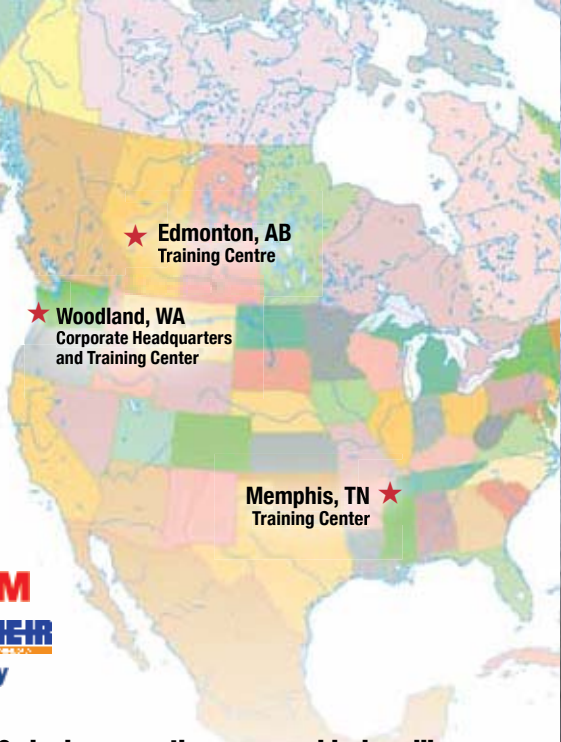 Edmonton, AB
Training Centre
Woodland, WA
Corporate Headquarters
and Training Center
Memphis, TN
Training Center
M
y